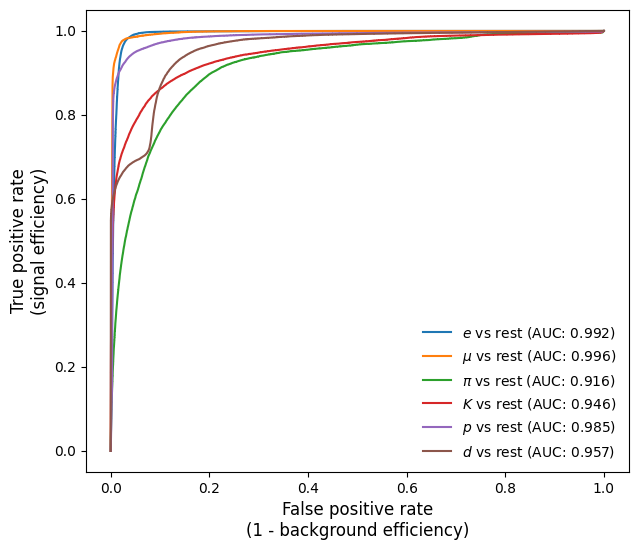 1.0
0.8
0.6
0.4
0.2
0.0
True positive rate
(signal efficiency)
e vs rest (AUC: 0.992)
μ vs rest (AUC: 0.996)
π vs rest (AUC: 0.916)
K vs rest (AUC: 0.946)
p vs rest (AUC: 0.985)
d vs rest (AUC: 0.957)
0.0 0.2 0.4 0.6 0.8 1.0
False positive rate
(1 - background efficiency)